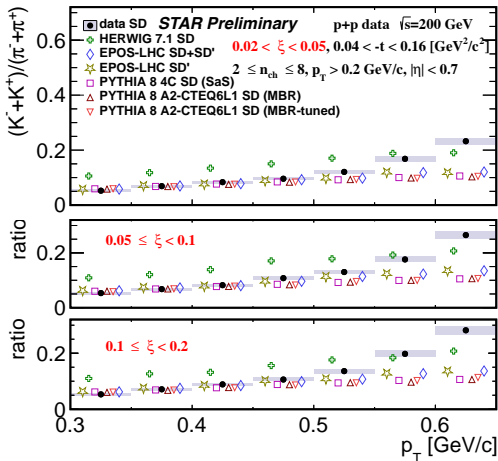 data SD STAR Preliminary p+p data √s=200 GeV
HERWIG 7.1 SD
EPOS-LHC SD+SD'
EPOS-LHC SD'
PYTHIA 8 4C SD (SaS)
PYTHIA 8 A2-CTEQ6L1 SD (MBR)
PYTHIA 8 A2-CTEQ6L1 SD (MBR-tuned)
0.02 < ξ < 0.05, 0.04 < -t < 0.16 [GeV²/c²]
2 ≤ n_ch ≤ 8, p_T > 0.2 GeV/c, |η| < 0.7
(K⁻+K⁺)/(π⁻+π⁺)
0.6
0.4
0.2
0.0
0.05 ≤ ξ < 0.1
ratio
0.2
0.0
0.1 ≤ ξ < 0.2
ratio
0.2
0.0
0.3 0.4 0.5 0.6
p_T [GeV/c]